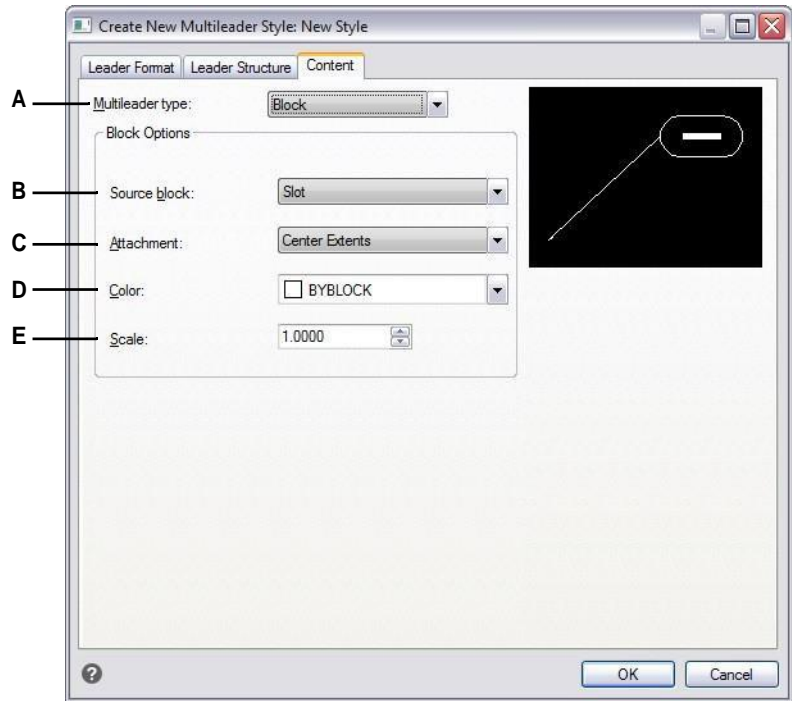 Create New Multileader Style: New Style
Leader Format Leader Structure Content
A Multileader type: Block
Block Options
B Source block: Slot
C Attachment: Center Extents
D Color: BYBLOCK
E Scale: 1.0000
? OK Cancel